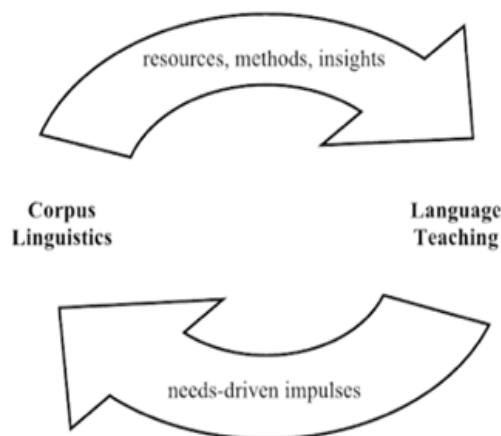 resources, methods, insights
Corpus
Linguistics
Language
Teaching
needs-driven impulses